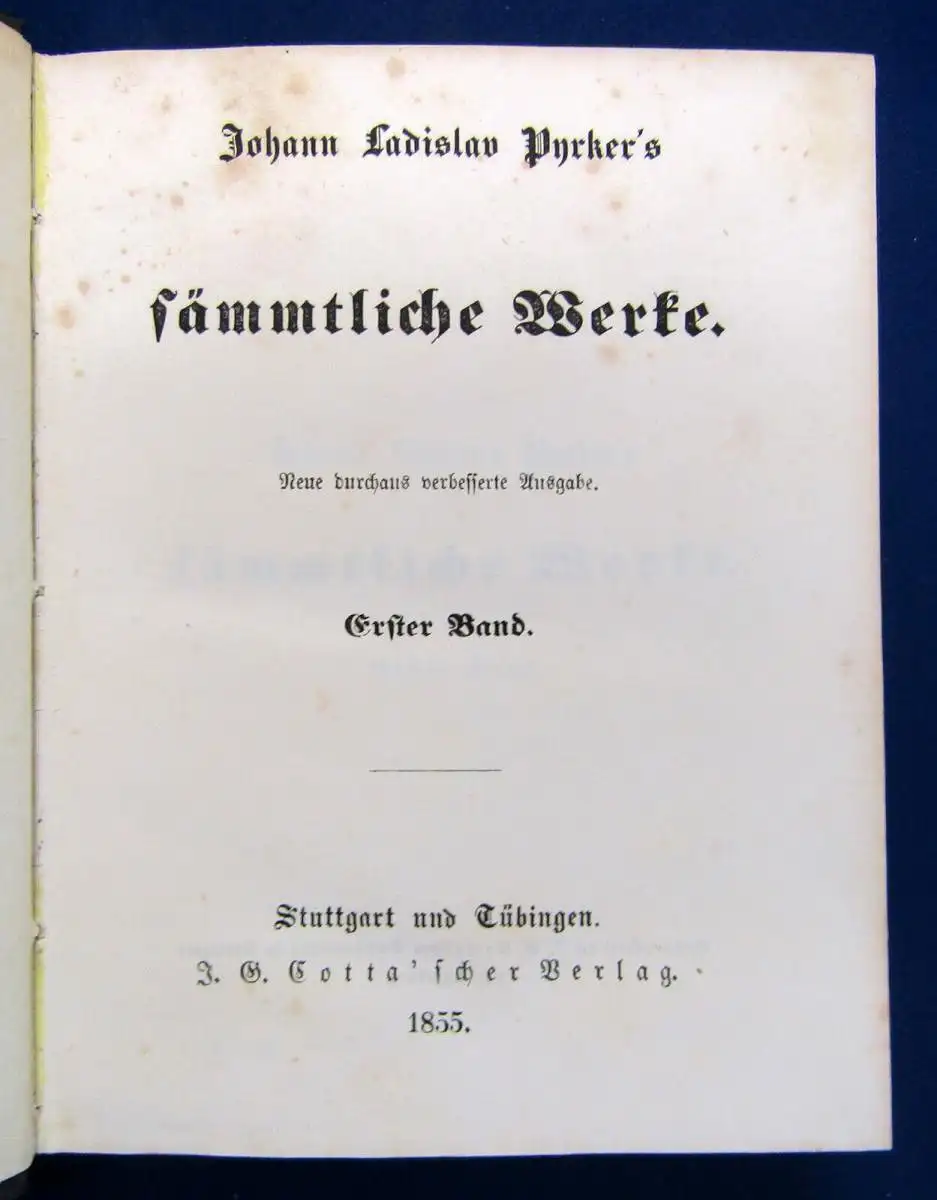 Johann Ladislav Pyrker's
sämmtliche Werke.
Neue durchaus verbesserte Ausgabe.
Erster Band.
Stuttgart und Tübingen.
J. G. Cotta'scher Verlag.
1855.